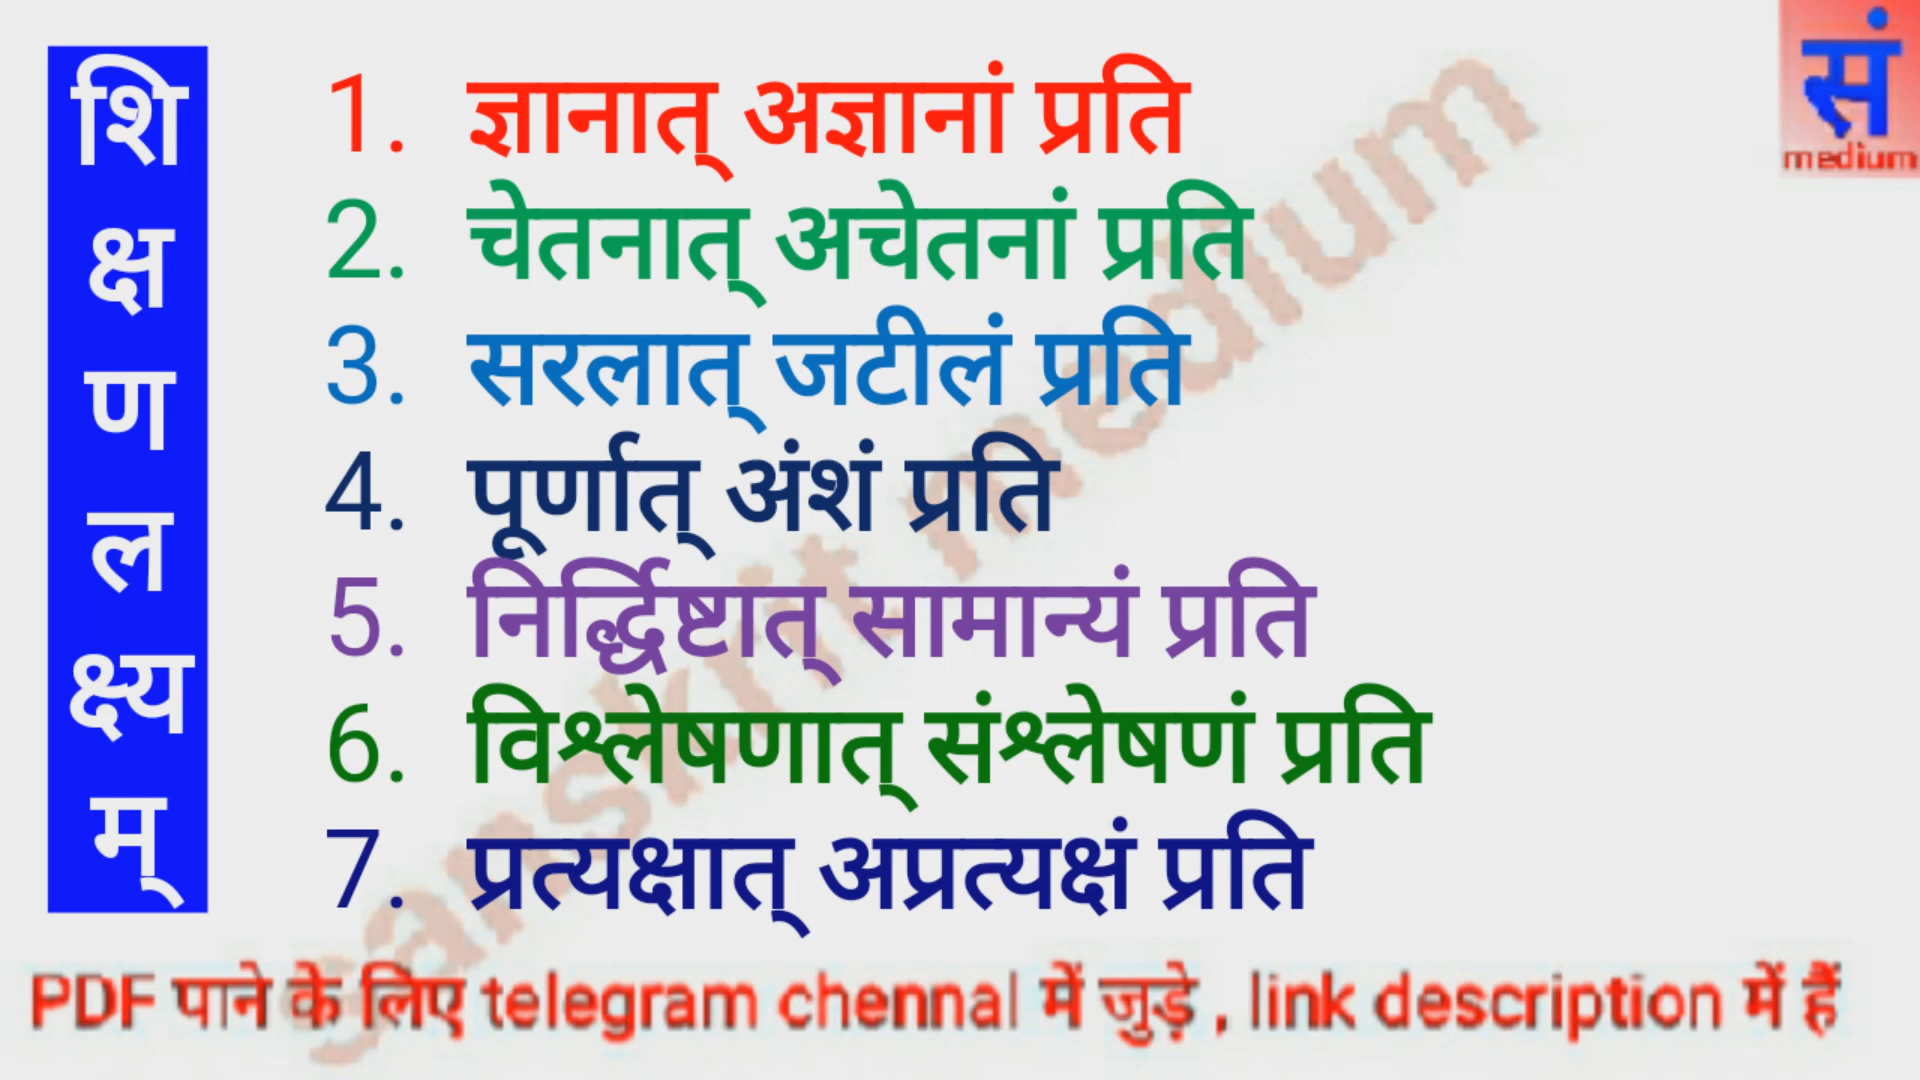 शिक्षणलक्ष्यम्
1. ज्ञानात् अज्ञानां प्रति
2. चेतनात् अचेतनां प्रति
3. सरलात् जटीलं प्रति
4. पूर्णात् अंशं प्रति
5. निर्द्धिष्टात् सामान्यं प्रति
6. विश्लेषणात् संश्लेषणं प्रति
7. प्रत्यक्षात् अप्रत्यक्षं प्रति
सं
medium
sanskrit medium
PDF पाने के लिए telegram chennal में जुड़े , link description में हैं